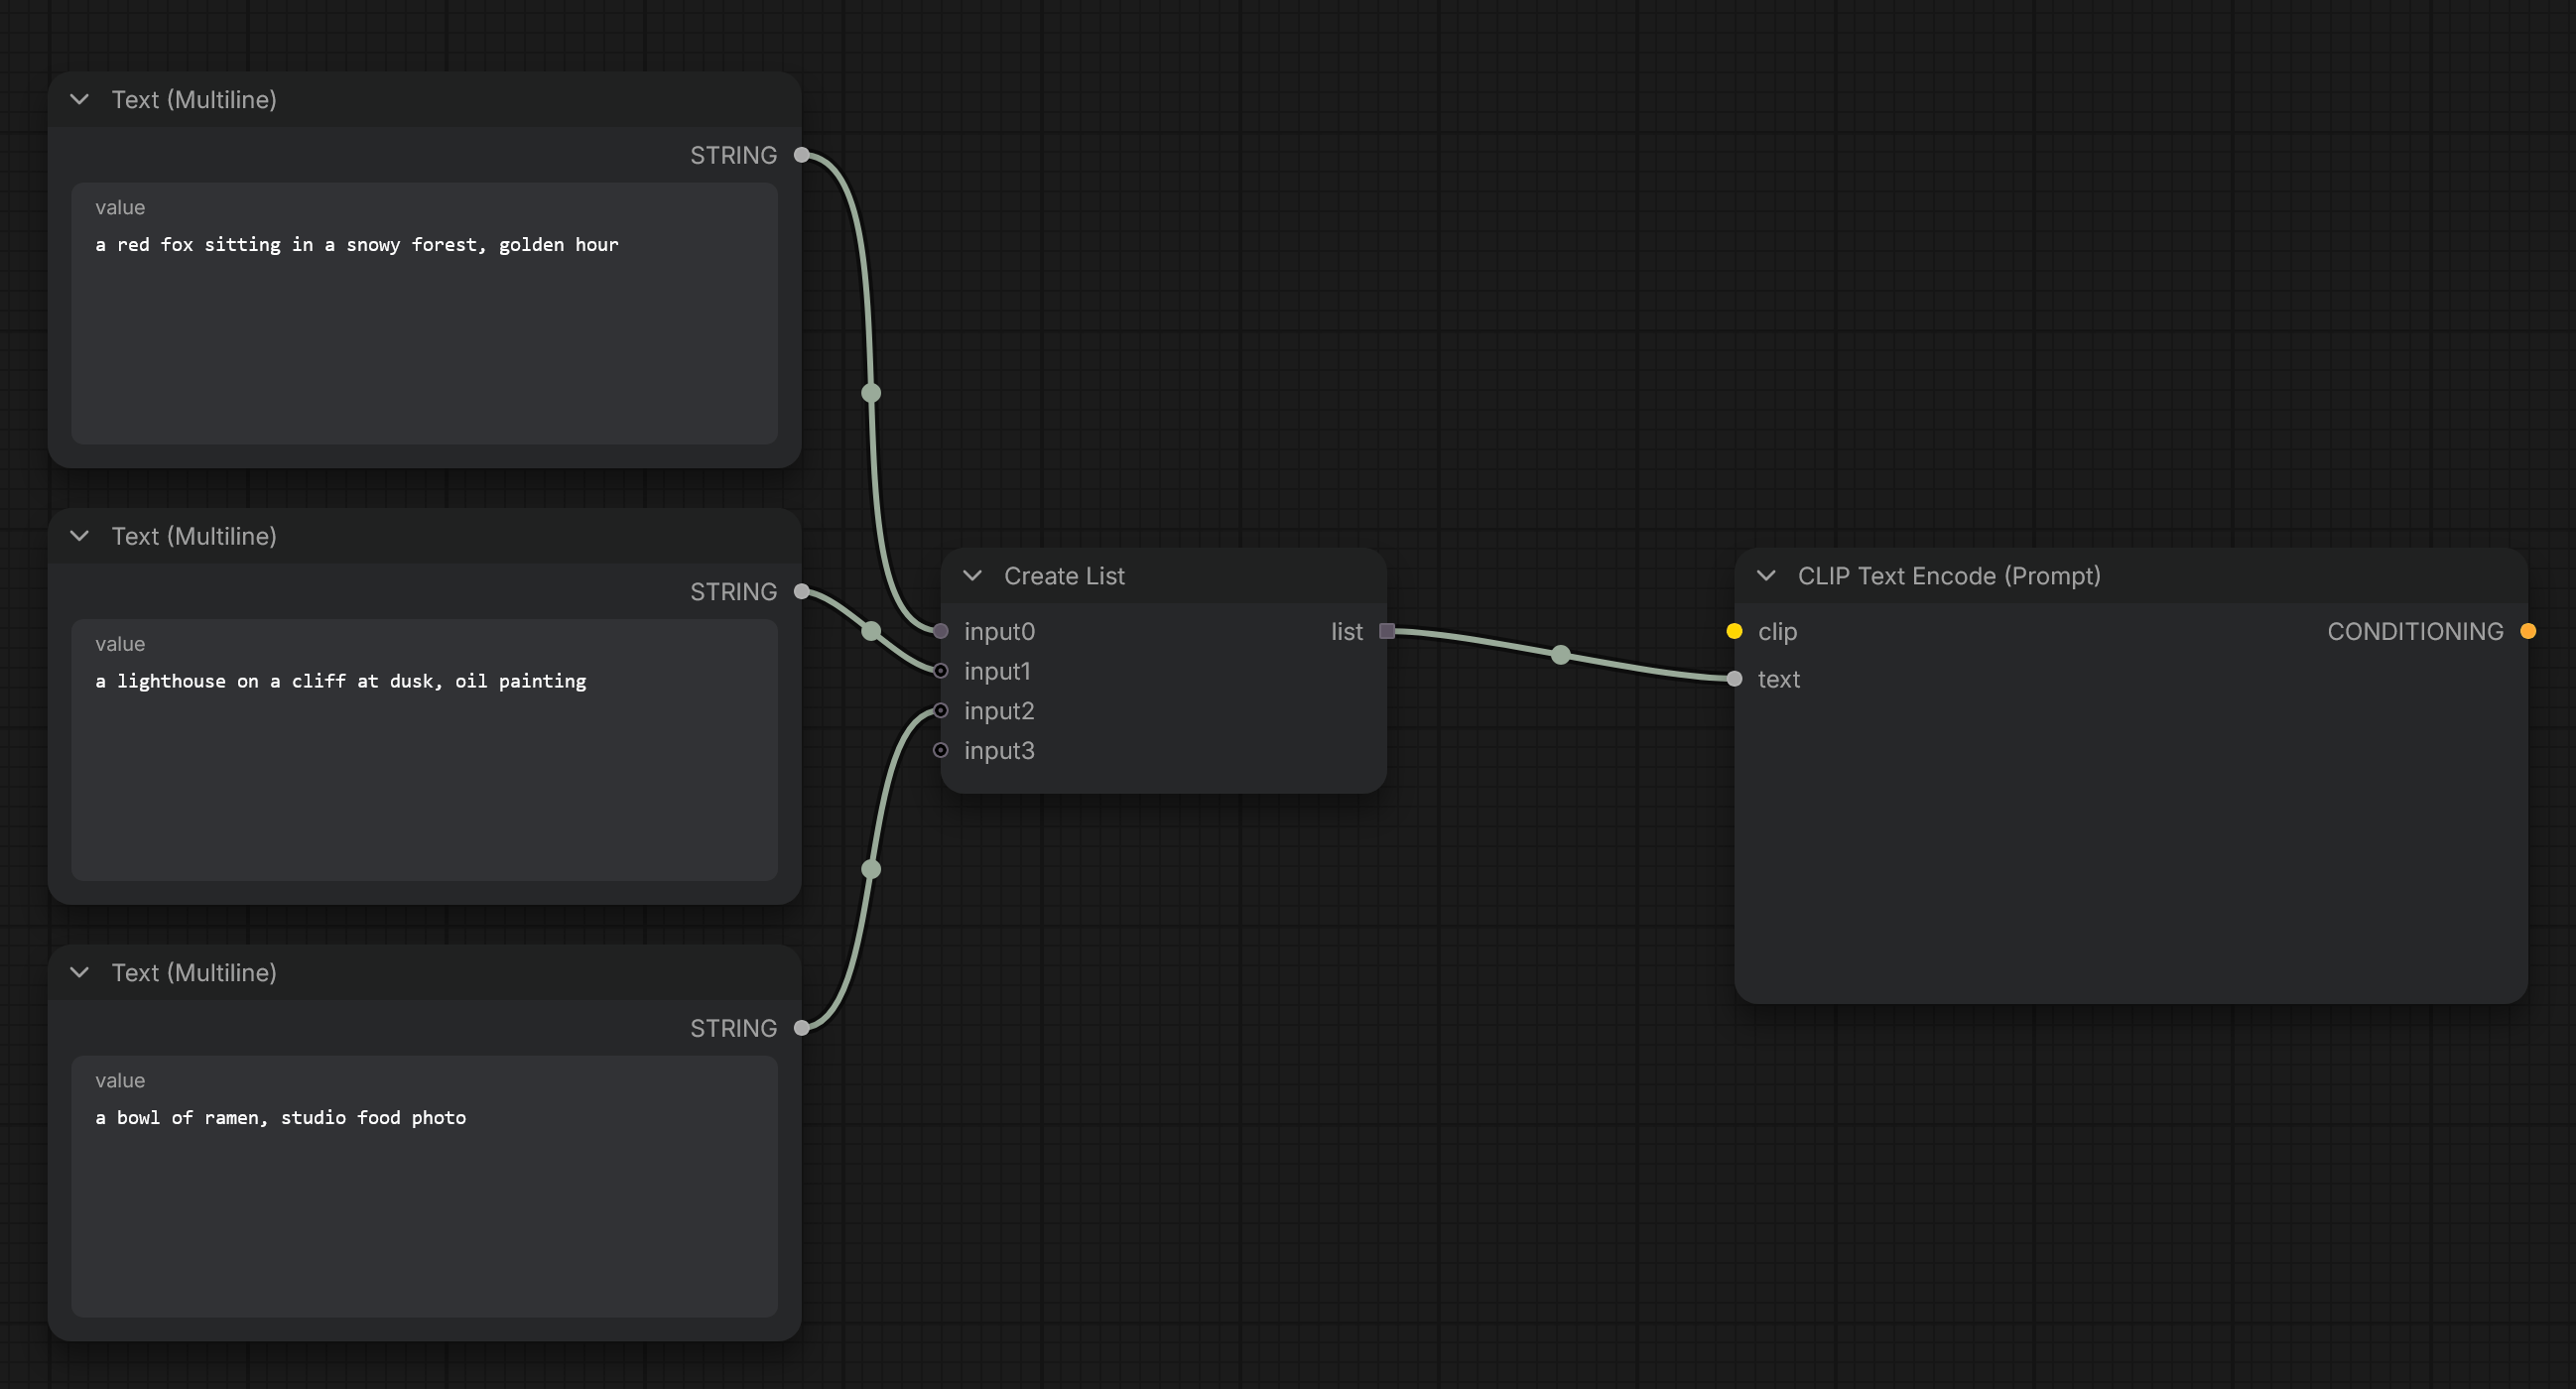 Text (Multiline)
STRING
value
a red fox sitting in a snowy forest, golden hour
Text (Multiline)
STRING
value
a lighthouse on a cliff at dusk, oil painting
Text (Multiline)
STRING
value
a bowl of ramen, studio food photo
Create List
input0 list
input1
input2
input3
CLIP Text Encode (Prompt)
clip CONDITIONING
text